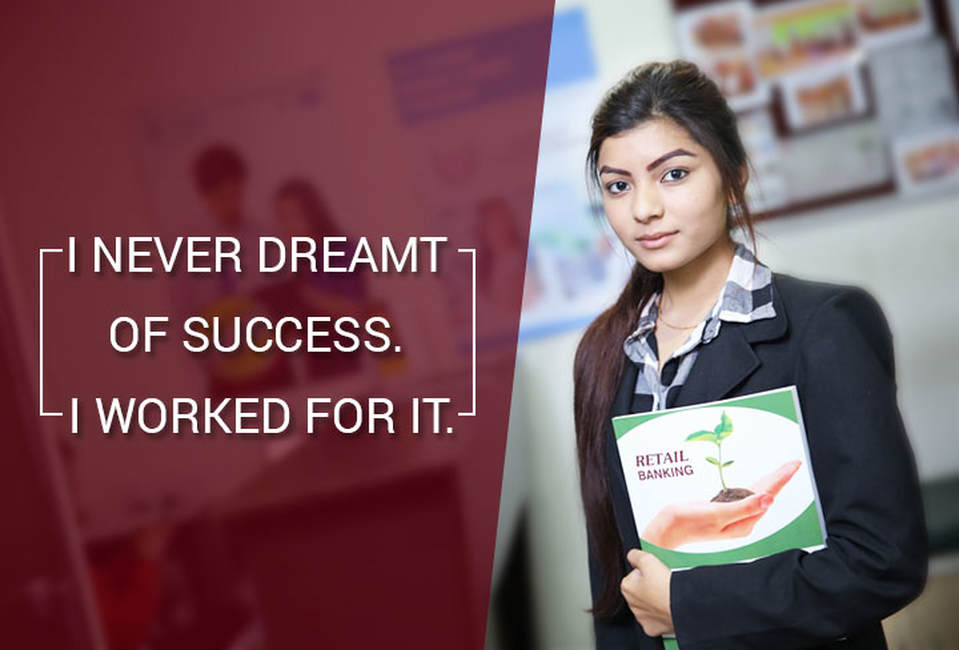 I NEVER DREAMT
OF SUCCESS.
I WORKED FOR IT.
RETAIL
BANKING